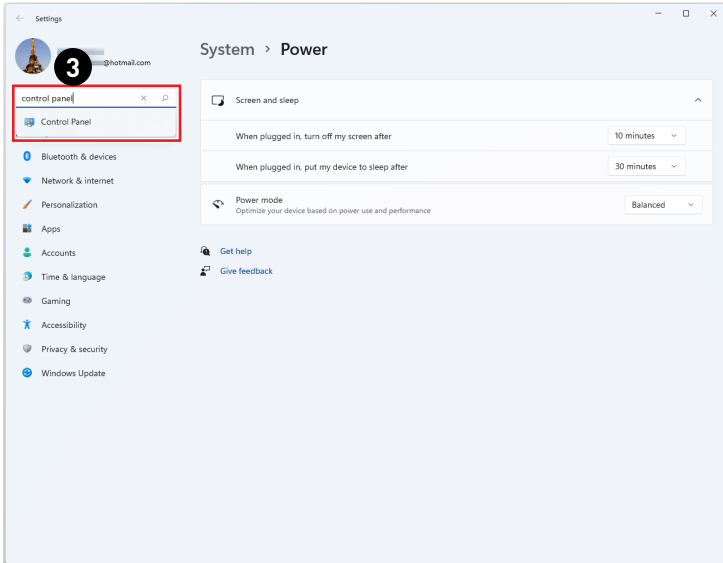 Settings
@hotmail.com
3
control panel
Control Panel
Bluetooth & devices
Network & internet
Personalization
Apps
Accounts
Time & language
Gaming
Accessibility
Privacy & security
Windows Update
System > Power
Screen and sleep
When plugged in, turn off my screen after 10 minutes
When plugged in, put my device to sleep after 30 minutes
Power mode
Optimize your device based on power use and performance
Balanced
Get help
Give feedback